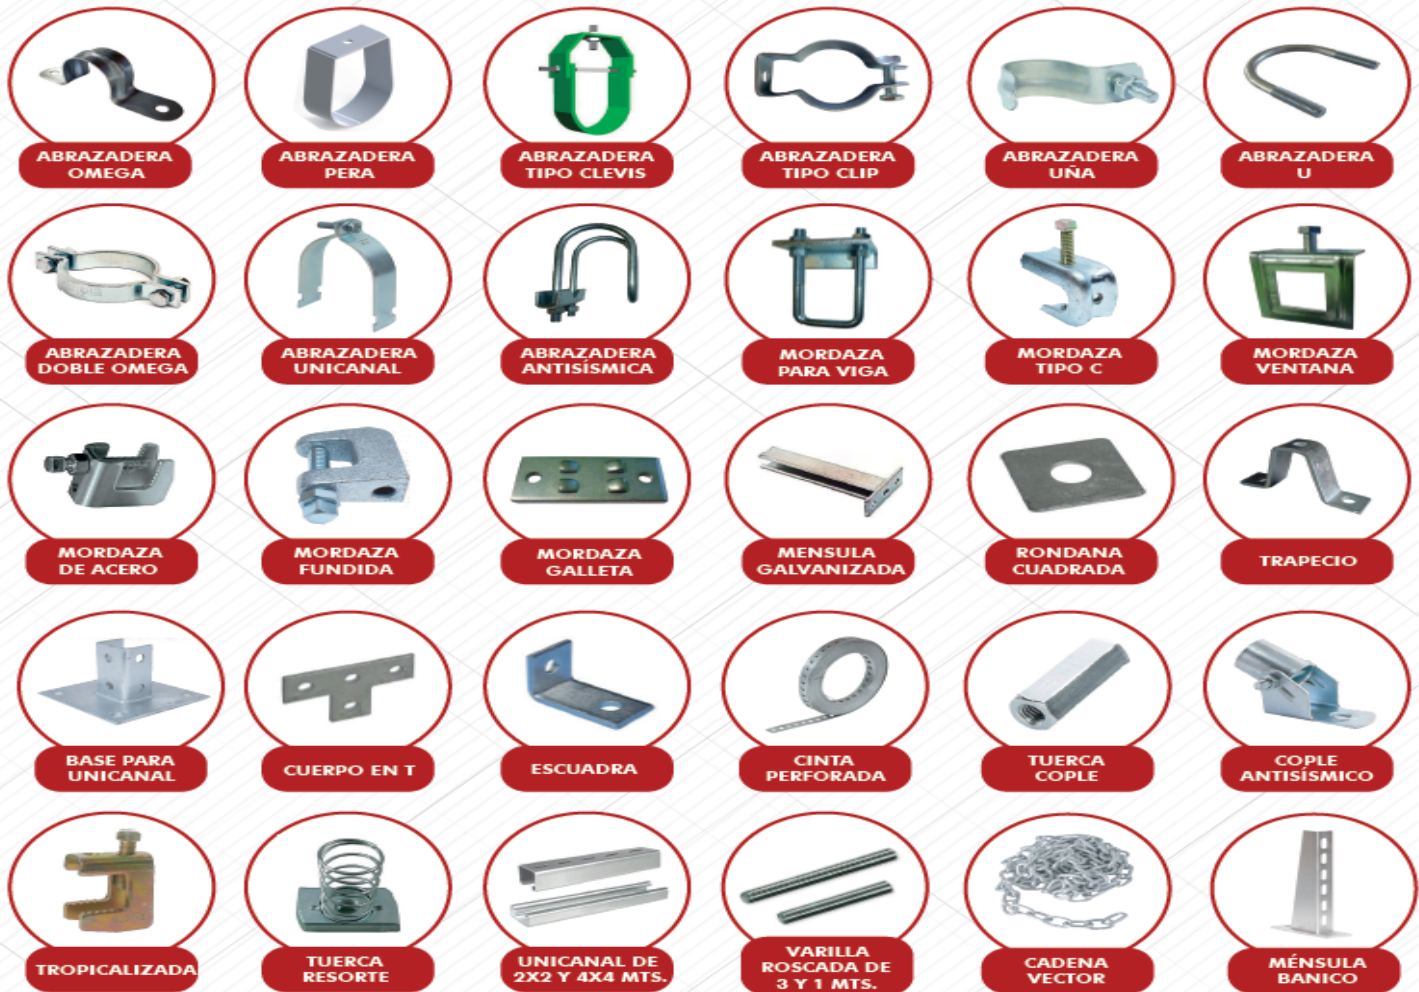 ABRAZADERA
OMEGA
ABRAZADERA
PERA
ABRAZADERA
TIPO CLEVIS
ABRAZADERA
TIPO CLIP
ABRAZADERA
UÑA
ABRAZADERA
U
ABRAZADERA
DOBLE OMEGA
ABRAZADERA
UNICANAL
ABRAZADERA
ANTISÍSMICA
MORDAZA
PARA VIGA
MORDAZA
TIPO C
MORDAZA
VENTANA
MORDAZA
DE ACERO
MORDAZA
FUNDIDA
MORDAZA
GALLETA
MENSULA
GALVANIZADA
RONDANA
CUADRADA
TRAPECIO
BASE PARA
UNICANAL
CUERPO EN T
ESCUADRA
CINTA
PERFORADA
TUERCA
COPLE
COPLE
ANTISÍSMICO
TROPICALIZADA
TUERCA
RESORTE
UNICANAL DE
2X2 Y 4X4 MTS.
VARILLA
ROSCADA DE
3 Y 1 MTS.
CADENA
VECTOR
MÉNSULA
BANICO